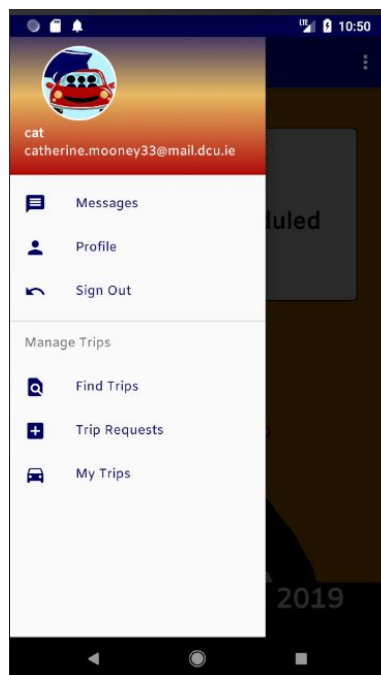 LTE 10:50
cat
catherine.mooney33@mail.dcu.ie
Messages
duled
Profile
Sign Out
Manage Trips
Find Trips
Trip Requests
My Trips
2019